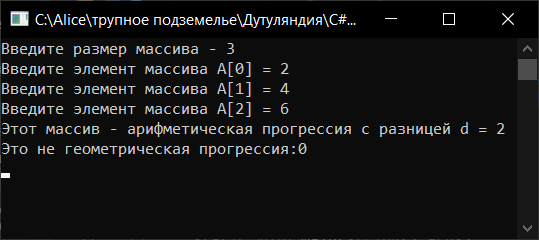 C:\Alice\трупное подземелье\Дутуляндия\C#...
Введите размер массива - 3
Введите элемент массива A[0] = 2
Введите элемент массива A[1] = 4
Введите элемент массива A[2] = 6
Этот массив - арифметическая прогрессия с разницей d = 2
Это не геометрическая прогрессия:0